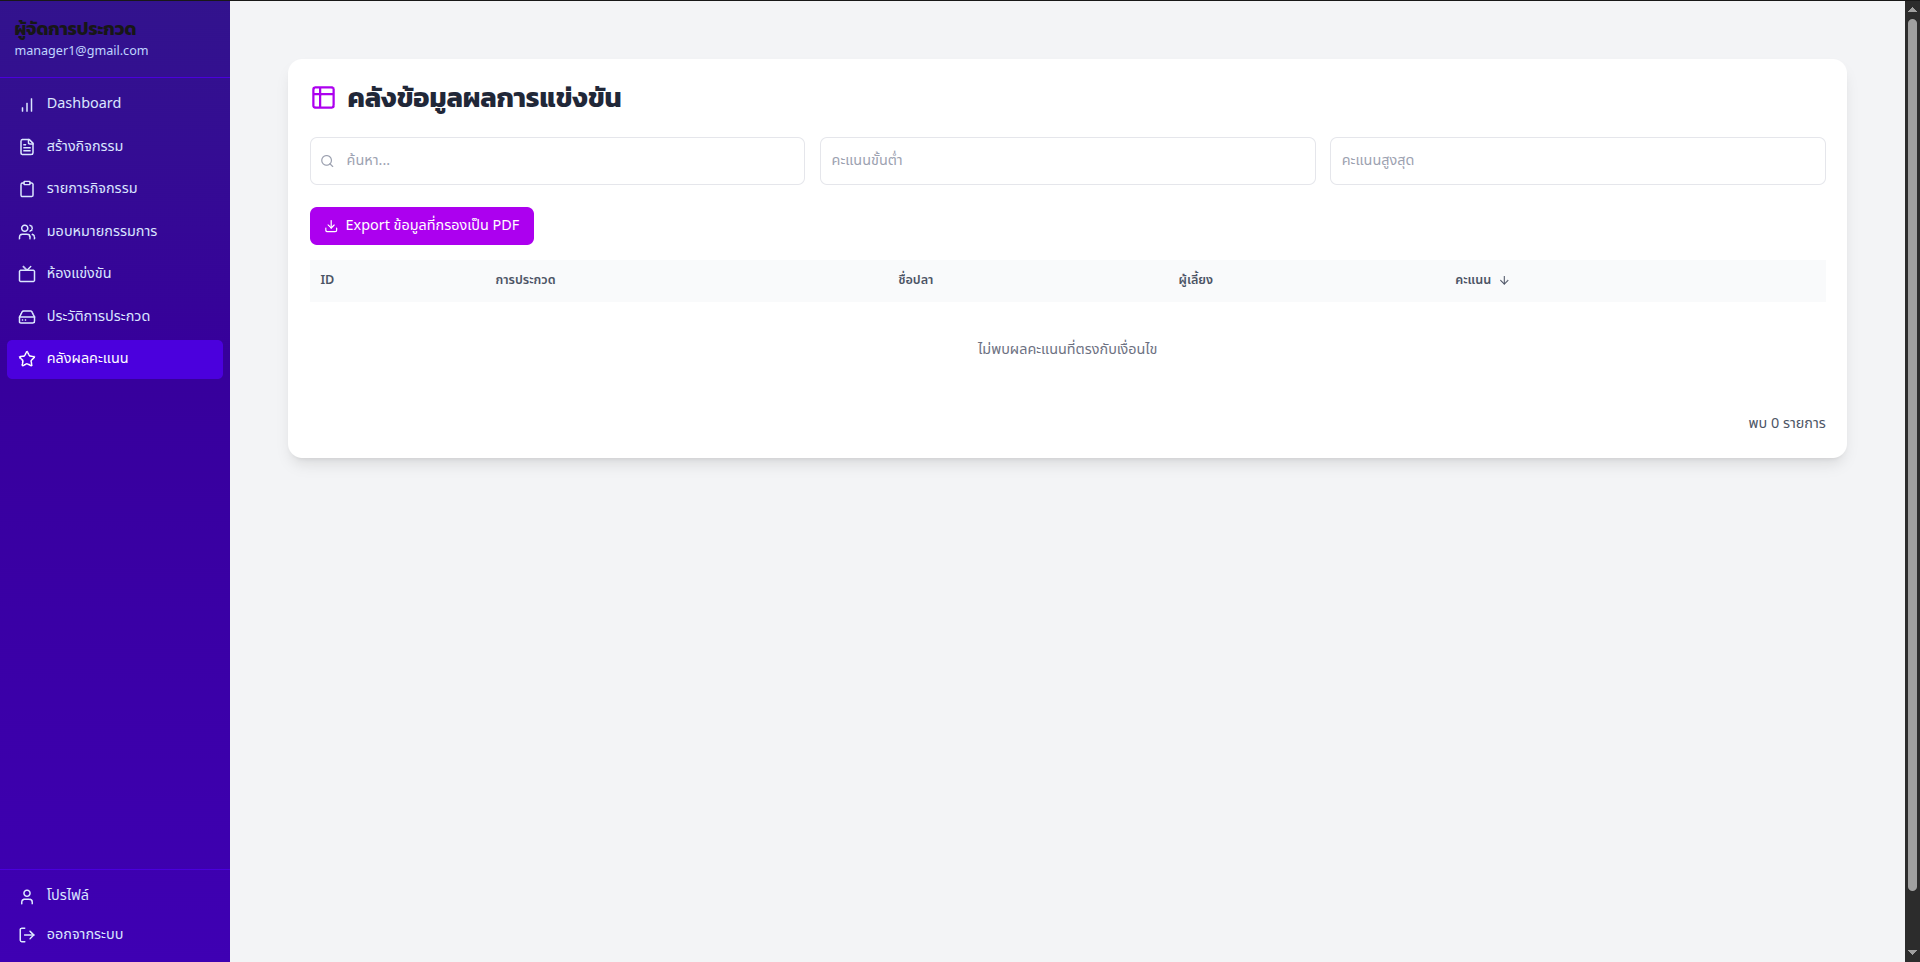 ผู้จัดการประกวด
manager1@gmail.com
Dashboard
สร้างกิจกรรม
รายการกิจกรรม
มอบหมายกรรมการ
ห้องแข่งขัน
ประวัติการประกวด
คลังผลคะแนน
โปรไฟล์
ออกจากระบบ
คลังข้อมูลผลการแข่งขัน
ค้นหา... คะแนนขั้นต่ำ คะแนนสูงสุด
Export ข้อมูลที่กรองเป็น PDF
ID การประกวด ชื่อปลา ผู้เลี้ยง คะแนน
ไม่พบผลคะแนนที่ตรงกับเงื่อนไข
พบ 0 รายการ